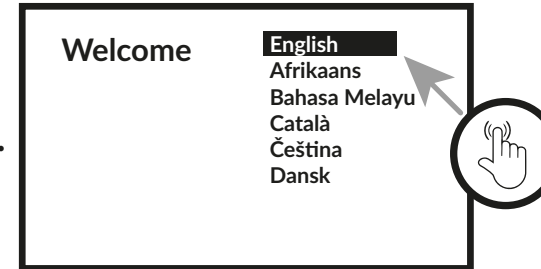 Welcome
English
Afrikaans
Bahasa Melayu
Català
Čeština
Dansk